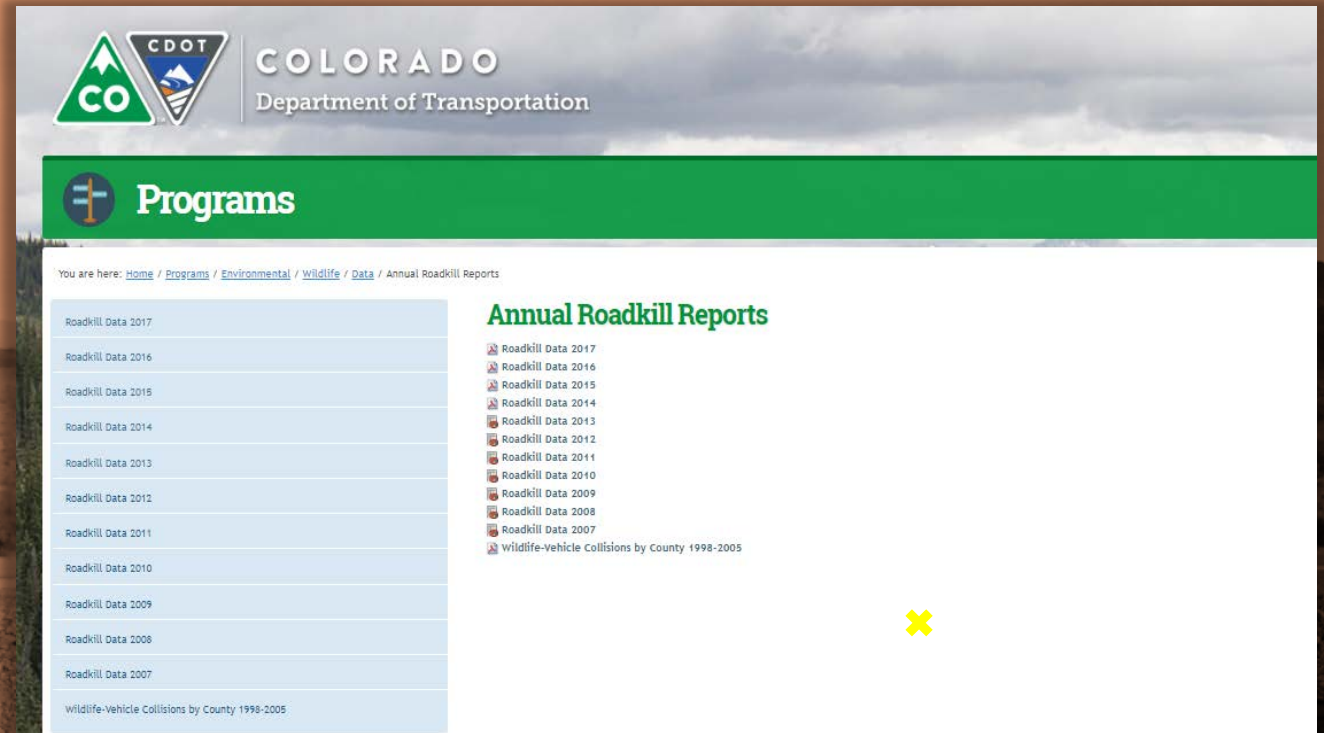 CO
CDOT
COLORADO
Department of Transportation
Programs
You are here: Home / Programs / Environmental / Wildlife / Data / Annual Roadkill Reports
Roadkill Data 2017
Roadkill Data 2016
Roadkill Data 2015
Roadkill Data 2014
Roadkill Data 2013
Roadkill Data 2012
Roadkill Data 2011
Roadkill Data 2010
Roadkill Data 2009
Roadkill Data 2008
Roadkill Data 2007
Wildlife-Vehicle Collisions by County 1998-2005
Annual Roadkill Reports
Roadkill Data 2017
Roadkill Data 2016
Roadkill Data 2015
Roadkill Data 2014
Roadkill Data 2013
Roadkill Data 2012
Roadkill Data 2011
Roadkill Data 2010
Roadkill Data 2009
Roadkill Data 2008
Roadkill Data 2007
Wildlife-Vehicle Collisions by County 1998-2005